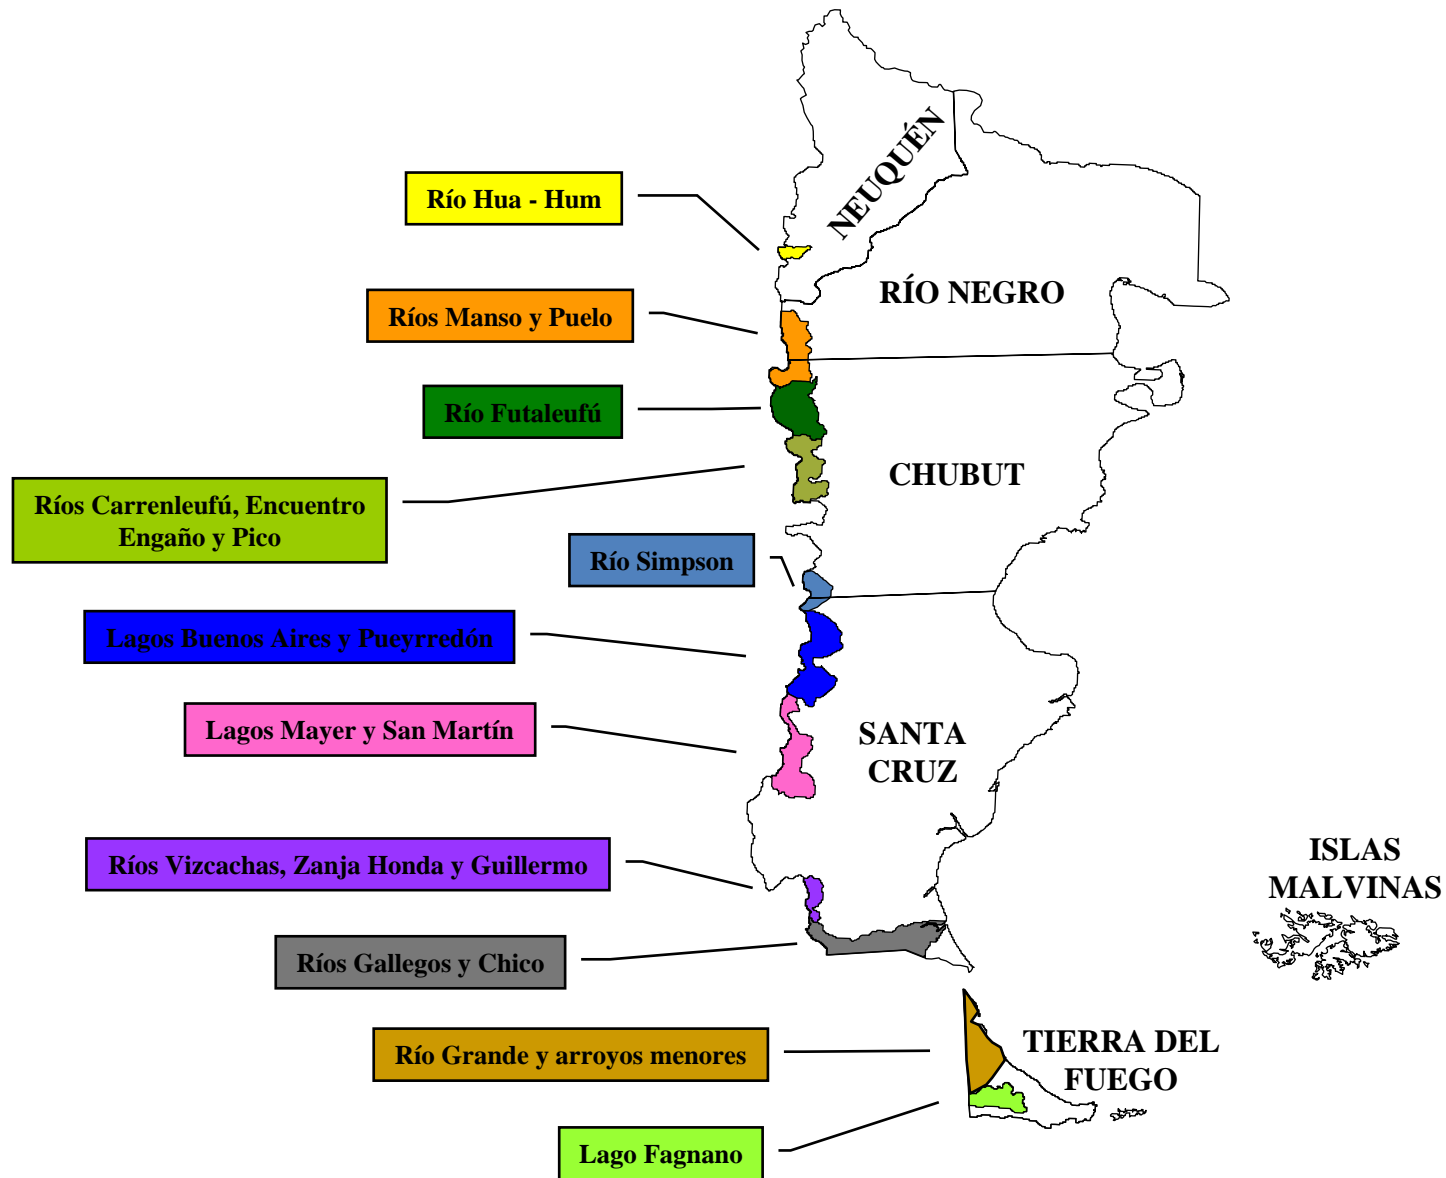 NEUQUÉN
Río Hua - Hum
RÍO NEGRO
Ríos Manso y Puelo
Río Futaleufú
CHUBUT
Ríos Carrenleufú, Encuentro
Engaño y Pico
Río Simpson
Lagos Buenos Aires y Pueyrredón
Lagos Mayer y San Martín
SANTA
CRUZ
Ríos Vizcachas, Zanja Honda y Guillermo
ISLAS
MALVINAS
Ríos Gallegos y Chico
Río Grande y arroyos menores
TIERRA DEL
FUEGO
Lago Fagnano